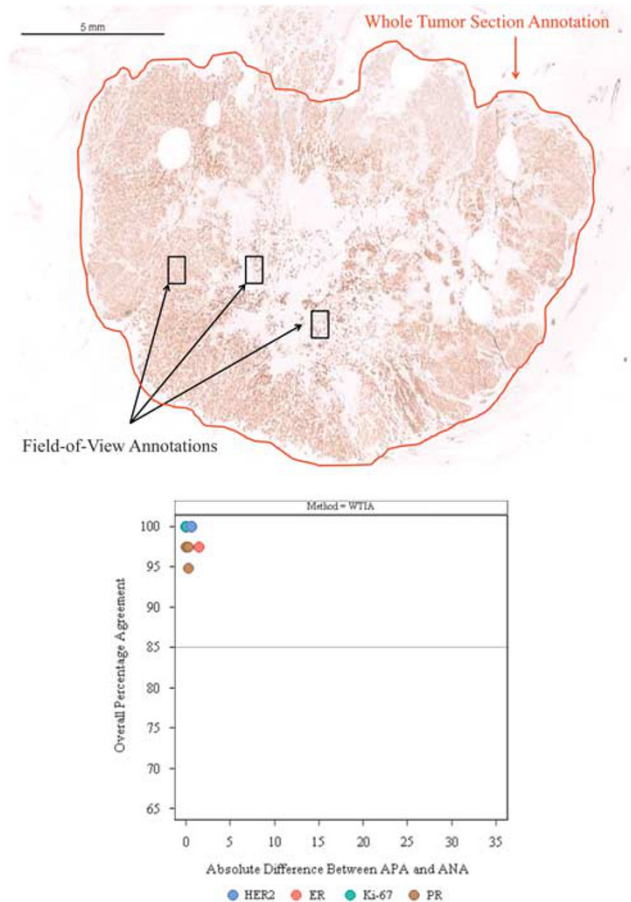 5 mm
Whole Tumor Section Annotation
Field-of-View Annotations
Method = WTIA
Overall Percentage Agreement
100
95
90
85
80
75
70
65
0 5 10 15 20 25 30 35
Absolute Difference Between APA and ANA
HER2 ER Ki-67 PR